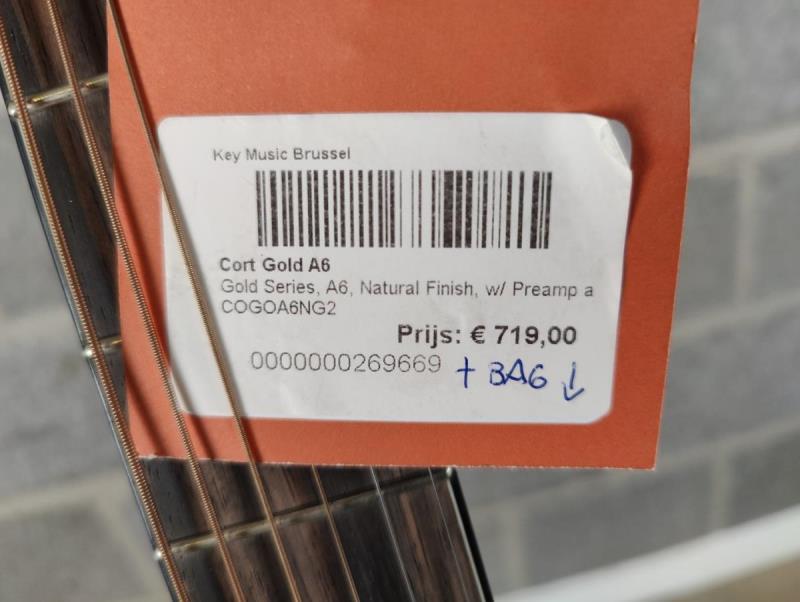 Key Music Brussel
Cort Gold A6
Gold Series, A6, Natural Finish, w/ Preamp a
COGOA6NG2
Prijs: € 719,00
0000000269669 + BAG ↓